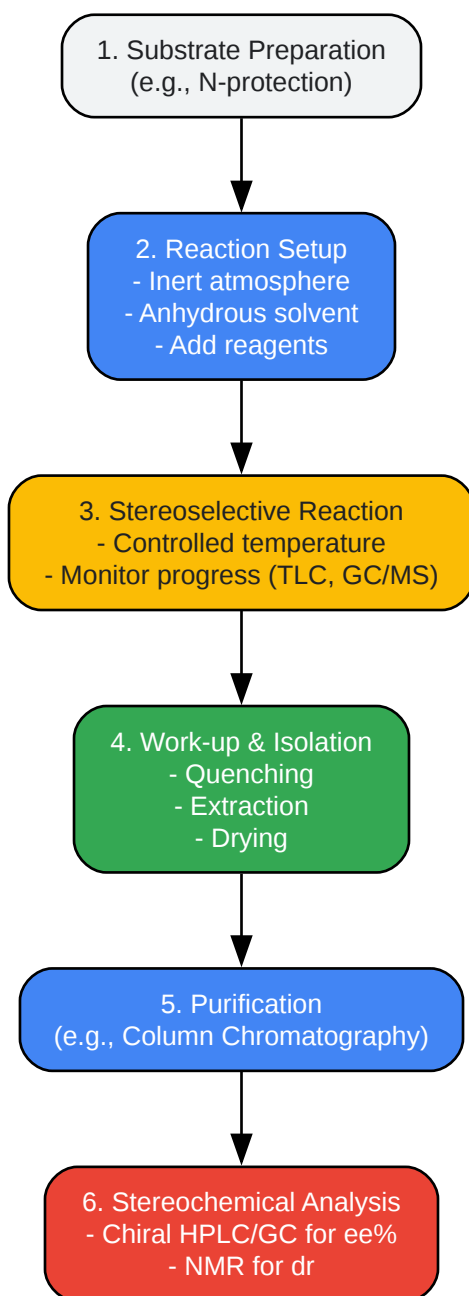 1. Substrate Preparation
(e.g., N-protection)
2. Reaction Setup
- Inert atmosphere
- Anhydrous solvent
- Add reagents
3. Stereoselective Reaction
- Controlled temperature
- Monitor progress (TLC, GC/MS)
4. Work-up & Isolation
- Quenching
- Extraction
- Drying
5. Purification
(e.g., Column Chromatography)
6. Stereochemical Analysis
- Chiral HPLC/GC for ee%
- NMR for dr